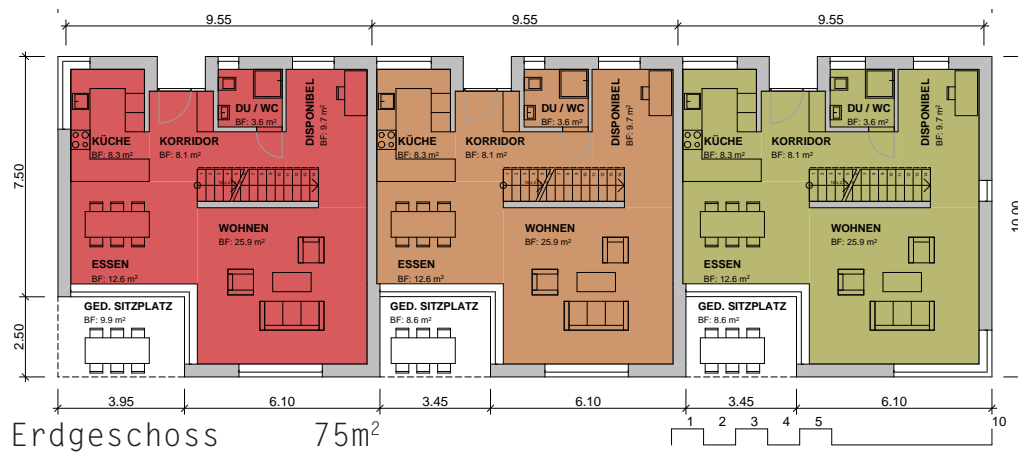 9.55 9.55 9.55
DU / WC
BF: 3.6 m²
DISPONIBEL
BF: 9.7 m²
KÜCHE
BF: 8.3 m²
KORRIDOR
BF: 8.1 m²
WOHNEN
BF: 25.9 m²
ESSEN
BF: 12.6 m²
GED. SITZPLATZ
BF: 9.9 m²
DU / WC
BF: 3.6 m²
DISPONIBEL
BF: 9.7 m²
KÜCHE
BF: 8.3 m²
KORRIDOR
BF: 8.1 m²
WOHNEN
BF: 25.9 m²
ESSEN
BF: 12.6 m²
GED. SITZPLATZ
BF: 8.6 m²
DU / WC
BF: 3.6 m²
DISPONIBEL
BF: 9.7 m²
KÜCHE
BF: 8.3 m²
KORRIDOR
BF: 8.1 m²
WOHNEN
BF: 25.9 m²
ESSEN
BF: 12.6 m²
GED. SITZPLATZ
BF: 8.6 m²
7.50
2.50
10.00
3.95 6.10 3.45 6.10 3.45 6.10
1 2 3 4 5 10
Erdgeschoss 75m²